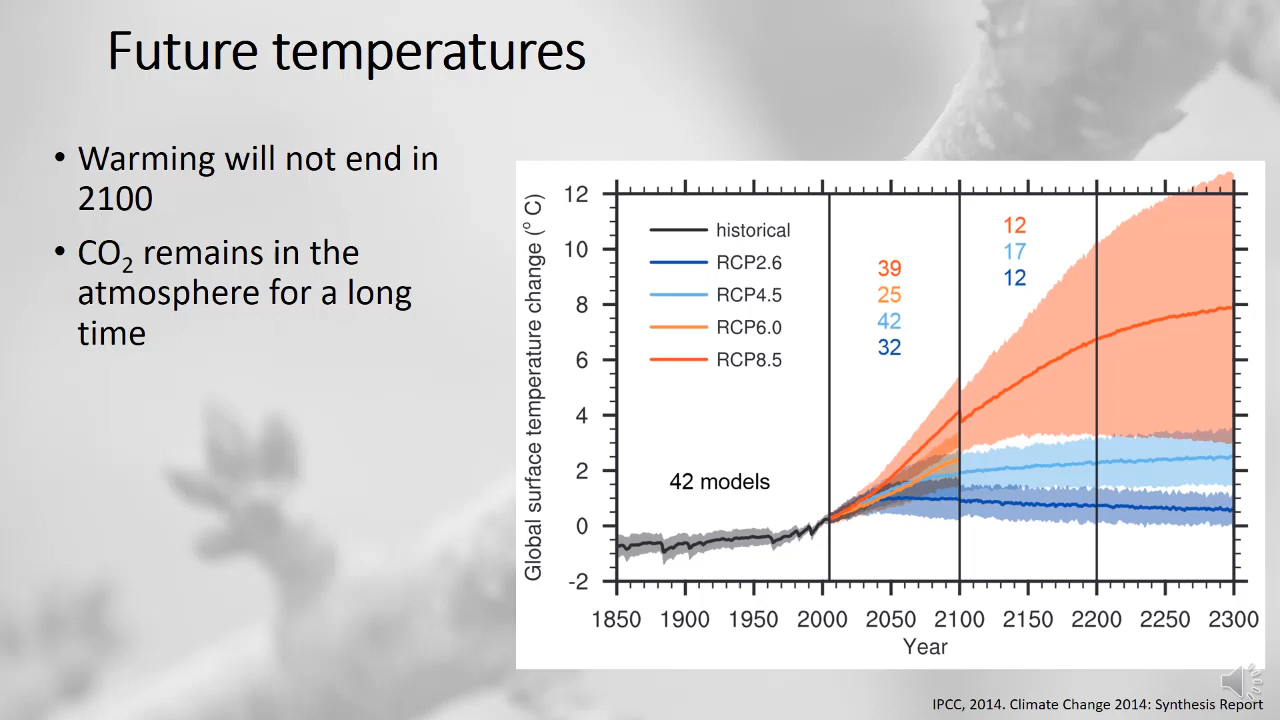 Future temperatures
• Warming will not end in
2100
• CO₂ remains in the
atmosphere for a long
time
Global surface temperature change (° C)
12
10
8
6
4
2
0
-2
historical
RCP2.6
RCP4.5
RCP6.0
RCP8.5
42 models
39
25
42
32
12
17
12
1850 1900 1950 2000 2050 2100 2150 2200 2250 2300
Year
IPCC, 2014. Climate Change 2014: Synthesis Report